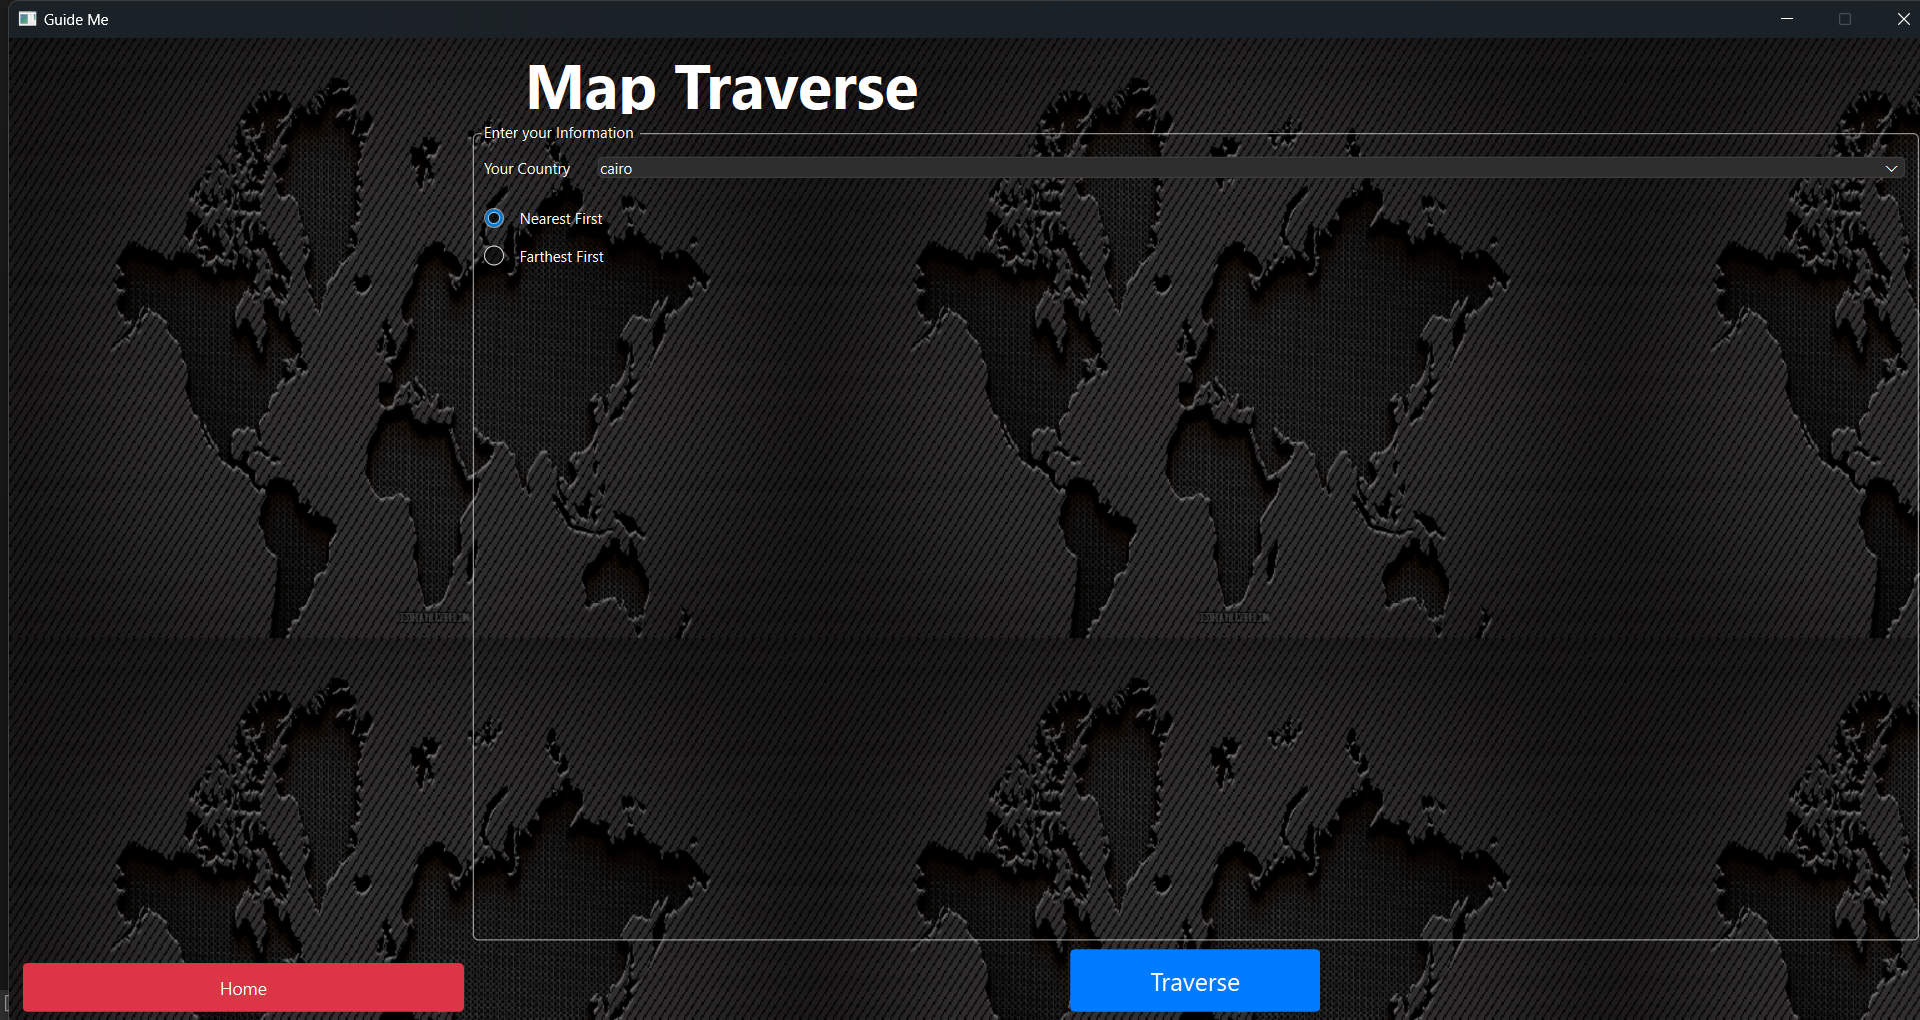 Guide Me
Map Traverse
Enter your Information
Your Country cairo
Nearest First
Farthest First
Home
Traverse